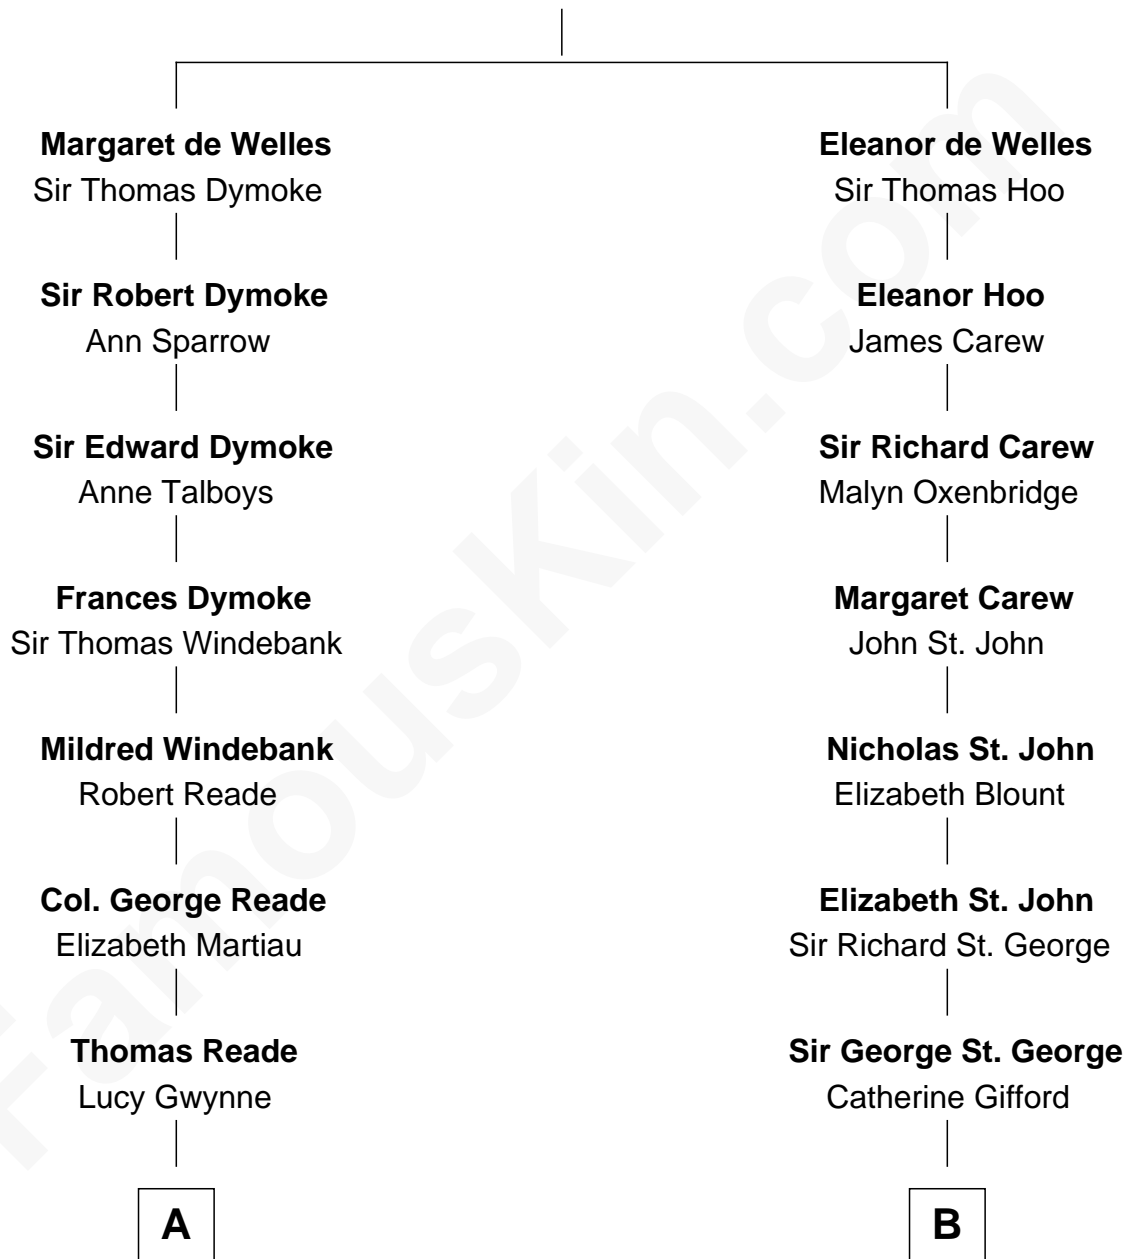 Margaret de Welles
Sir Thomas Dymoke
Sir Robert Dymoke
Ann Sparrow
Sir Edward Dymoke
Anne Talboys
Frances Dymoke
Sir Thomas Windebank
Mildred Windebank
Robert Reade
Col. George Reade
Elizabeth Martiau
Thomas Reade
Lucy Gwynne
A
Eleanor de Welles
Sir Thomas Hoo
Eleanor Hoo
James Carew
Sir Richard Carew
Malyn Oxenbridge
Margaret Carew
John St. John
Nicholas St. John
Elizabeth Blount
Elizabeth St. John
Sir Richard St. George
Sir George St. George
Catherine Gifford
B
FamousKin.com